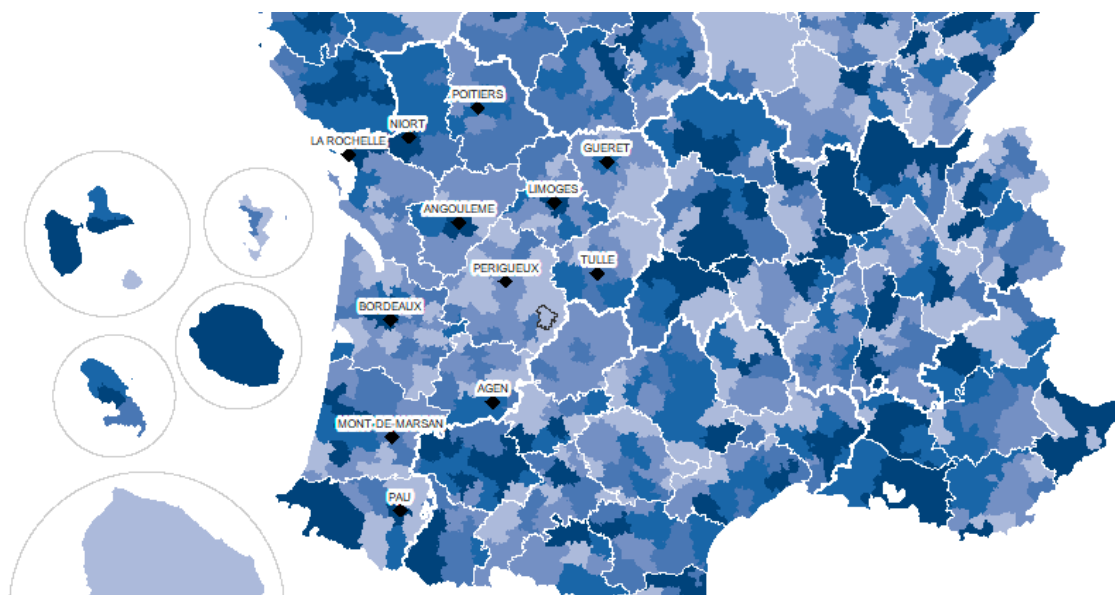 POITIERS
NIORT
LA ROCHELLE
GUERET
LIMOGES
ANGOULEME
TULLE
PERIGUEUX
BORDEAUX
AGEN
MONT-DE-MARSAN
PAU